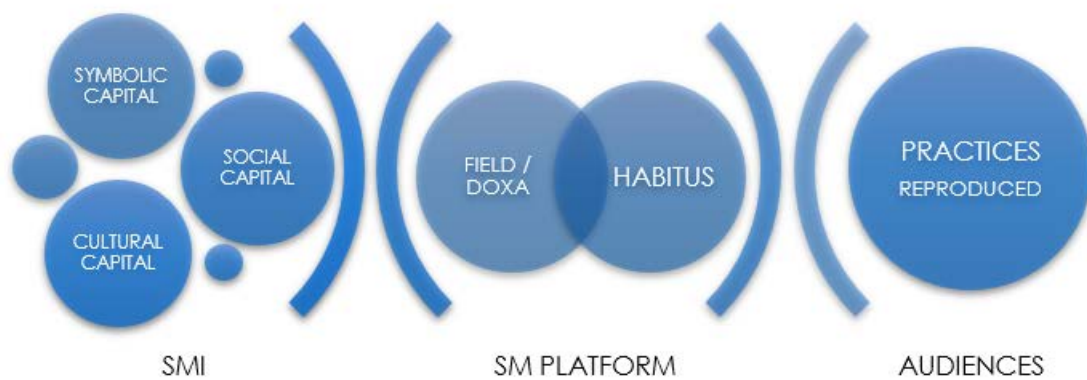 SYMBOLIC
CAPITAL
SOCIAL
CAPITAL
CULTURAL
CAPITAL
FIELD /
DOXA
HABITUS
PRACTICES
REPRODUCED
SMI
SM PLATFORM
AUDIENCES